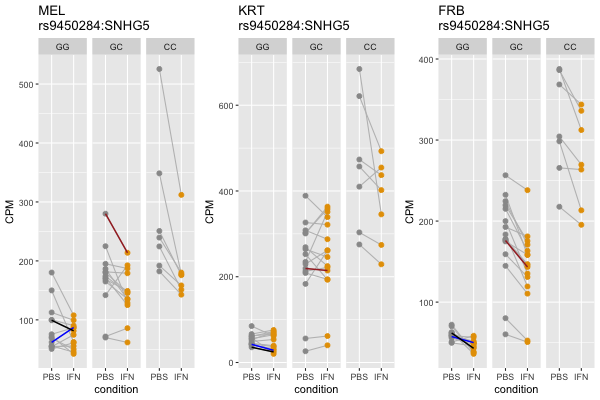 MEL
rs9450284:SNHG5
GG GC CC
500
400
300
200
100
CPM
PBS IFN PBS IFN PBS IFN
condition
KRT
rs9450284:SNHG5
GG GC CC
600
400
200
0
CPM
PBS IFN PBS IFN PBS IFN
condition
FRB
rs9450284:SNHG5
GG GC CC
400
300
200
100
CPM
PBS IFN PBS IFN PBS IFN
condition